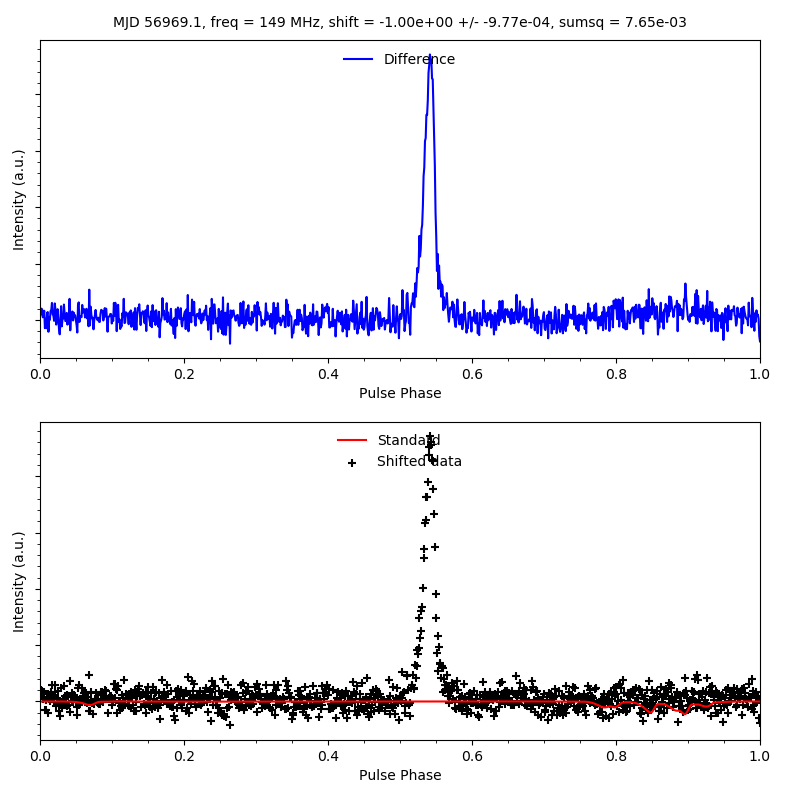 MJD 56969.1, freq = 149 MHz, shift = -1.00e+00 +/- -9.77e-04, sumsq = 7.65e-03
Difference
Intensity (a.u.)
0.0 0.2 0.4 0.6 0.8 1.0
Pulse Phase
Standard
Shifted data
Intensity (a.u.)
0.0 0.2 0.4 0.6 0.8 1.0
Pulse Phase